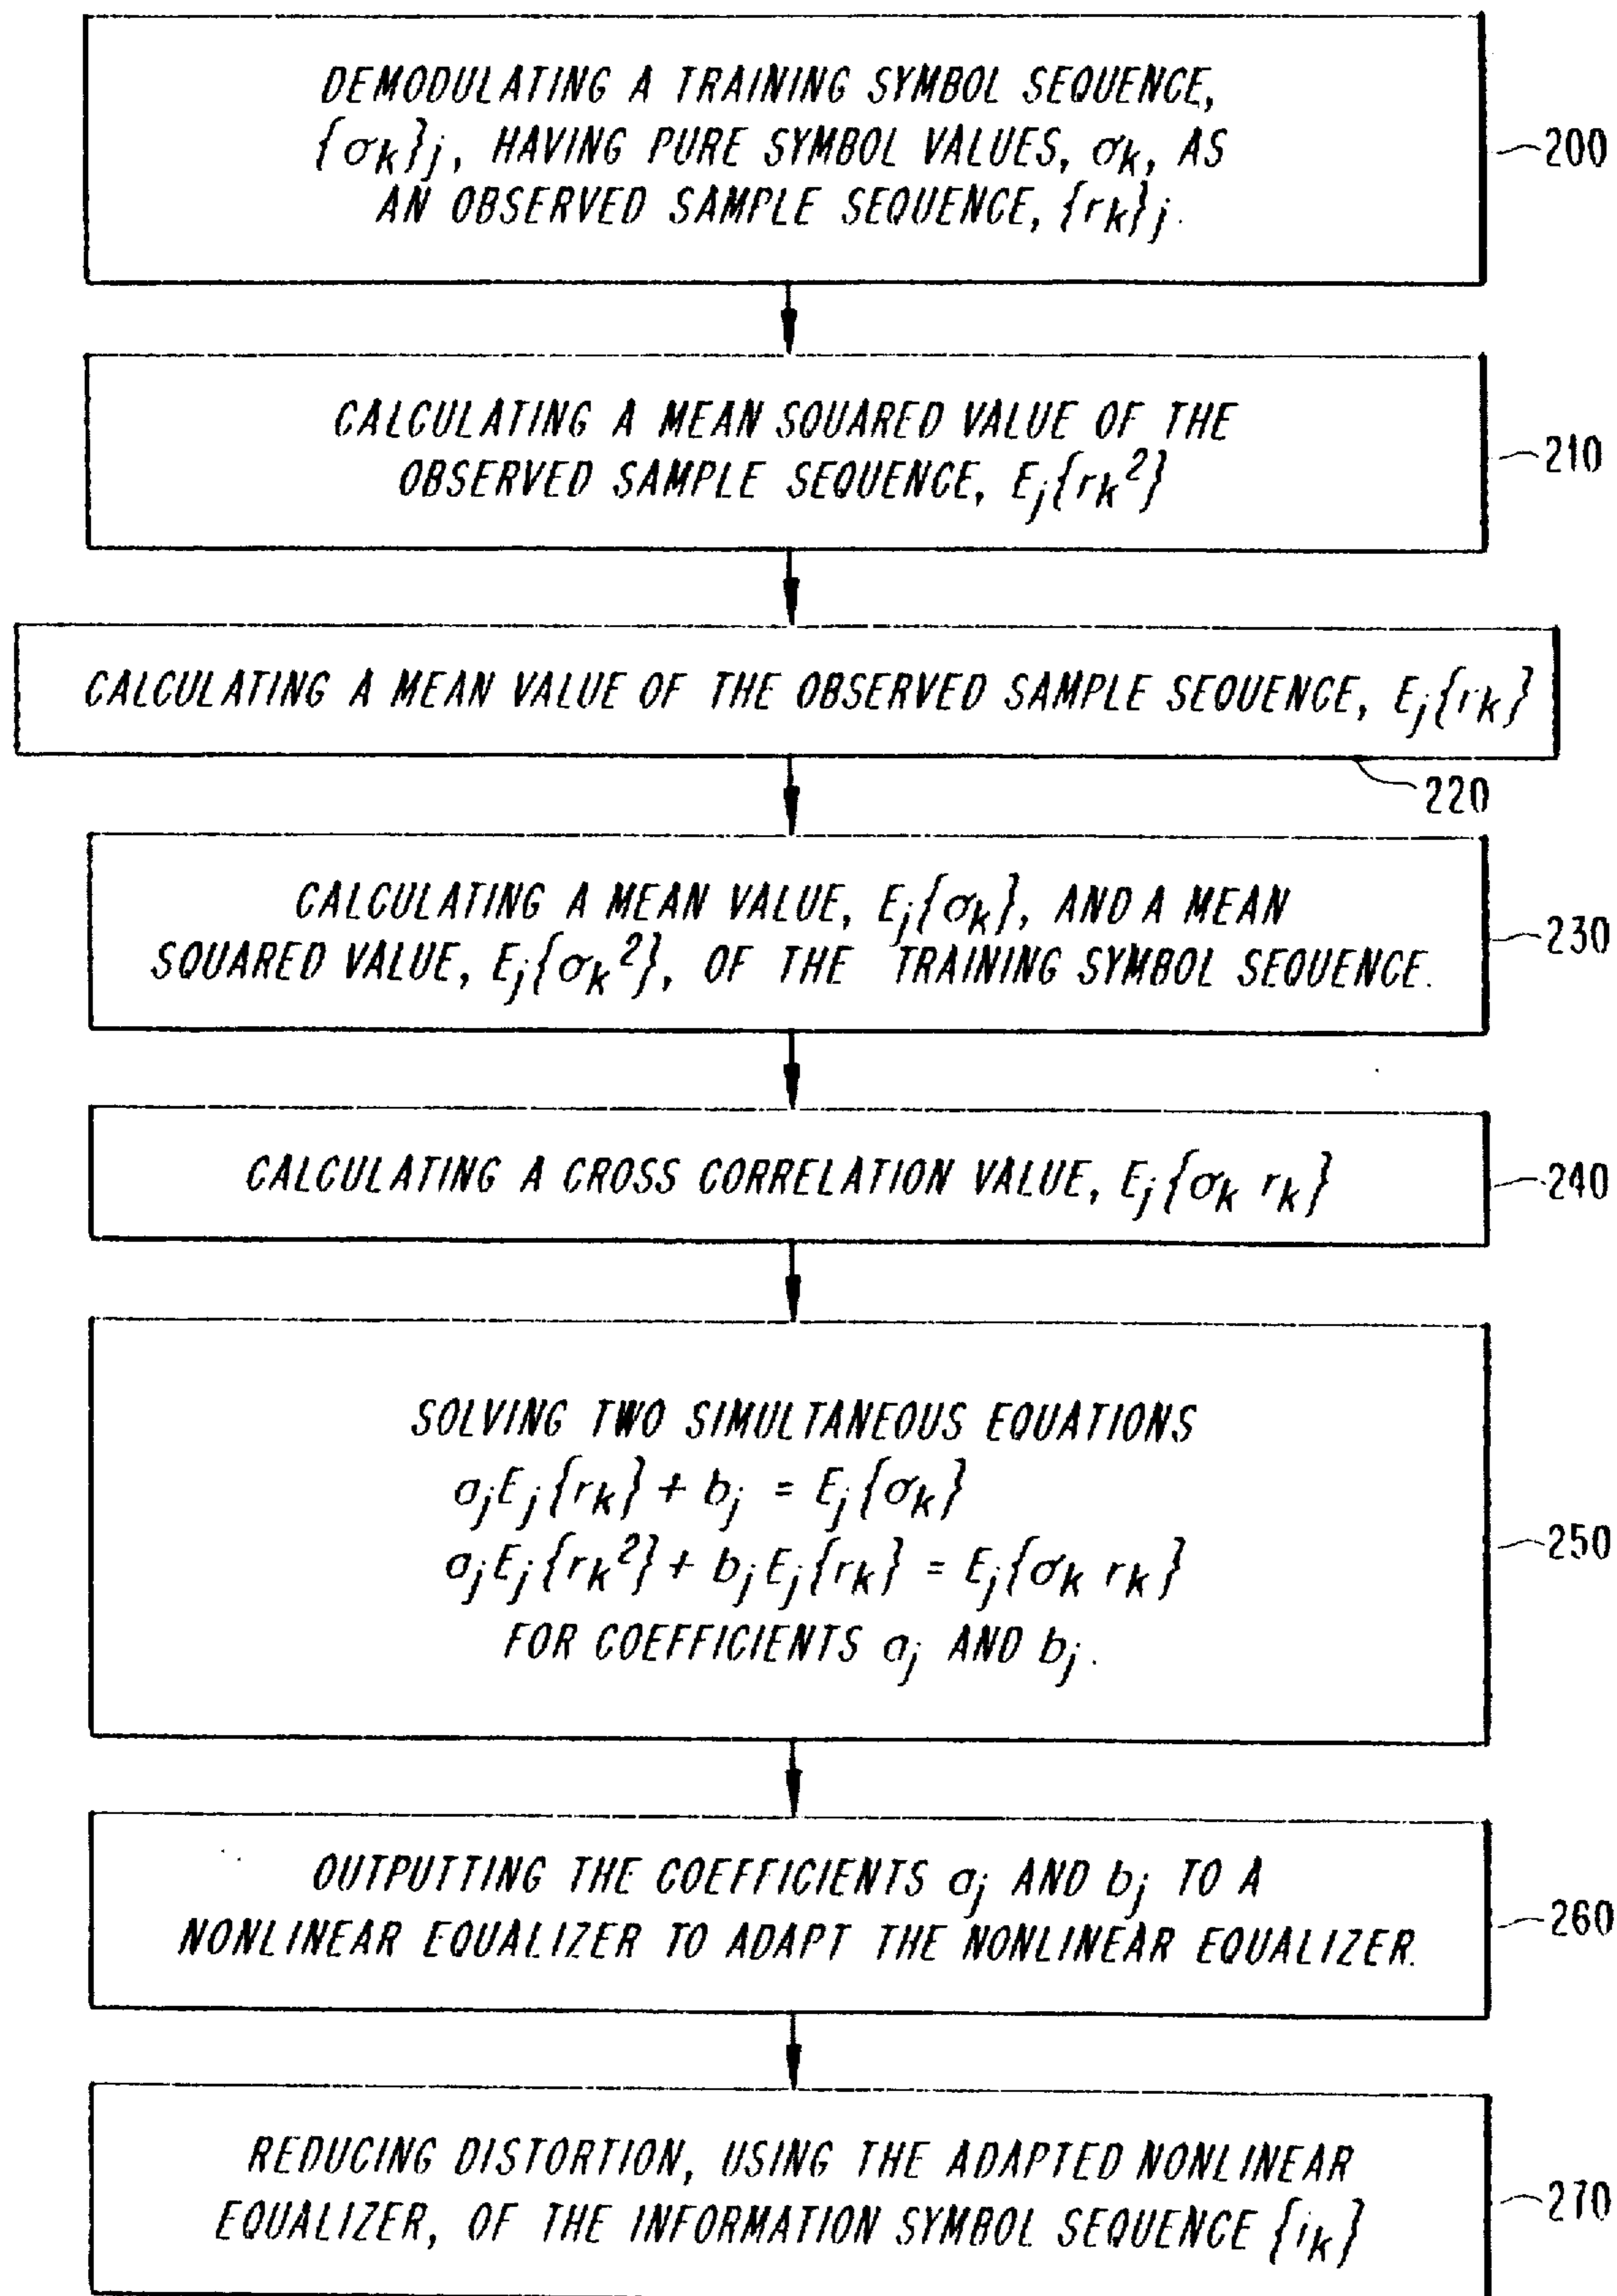 DEMODULATING A TRAINING SYMBOL SEQUENCE,
{σk}j, HAVING PURE SYMBOL VALUES, σk, AS
AN OBSERVED SAMPLE SEQUENCE, {rk}j.
200
CALCULATING A MEAN SQUARED VALUE OF THE
OBSERVED SAMPLE SEQUENCE, Ej{rk²}
210
CALCULATING A MEAN VALUE OF THE OBSERVED SAMPLE SEQUENCE, Ej{rk}
220
CALCULATING A MEAN VALUE, Ej{σk}, AND A MEAN
SQUARED VALUE, Ej{σk²}, OF THE TRAINING SYMBOL SEQUENCE.
230
CALCULATING A CROSS CORRELATION VALUE, Ej{σk rk}
240
SOLVING TWO SIMULTANEOUS EQUATIONS
ajEj{rk} + bj = Ej{σk}
ajEj{rk²} + bjEj{rk} = Ej{σk rk}
FOR COEFFICIENTS aj AND bj.
250
OUTPUTTING THE COEFFICIENTS aj AND bj TO A
NONLINEAR EQUALIZER TO ADAPT THE NONLINEAR EQUALIZER.
260
REDUCING DISTORTION, USING THE ADAPTED NONLINEAR
EQUALIZER, OF THE INFORMATION SYMBOL SEQUENCE {ik}
270